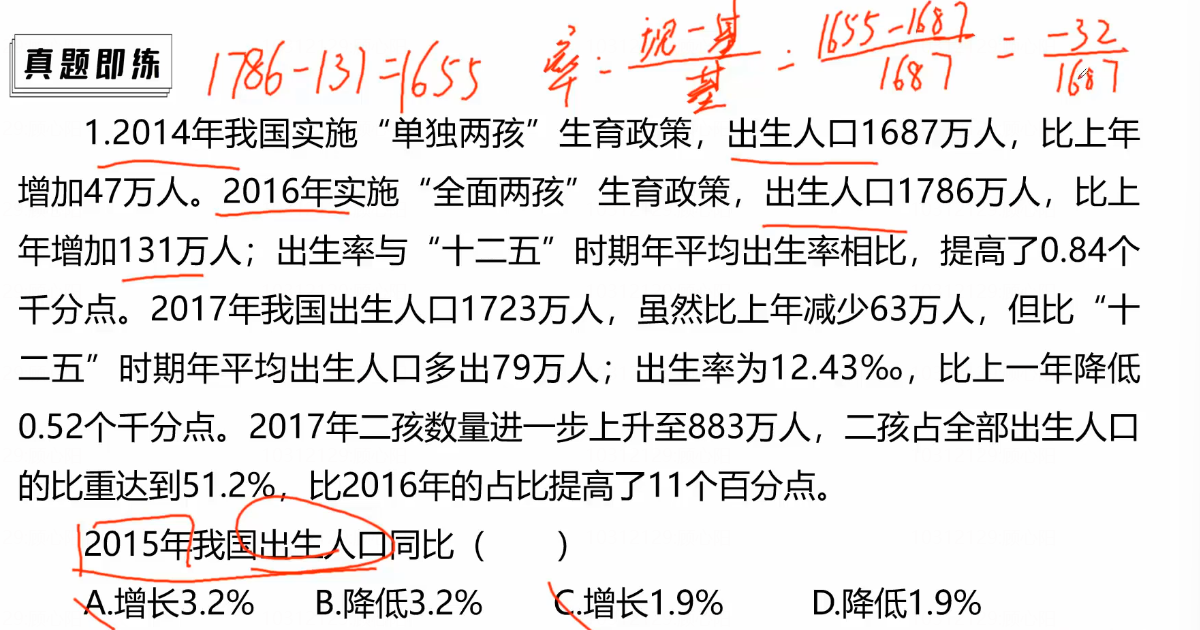 真题即练
1786-131=1655 率=现-基/基=1655-1687/1687=-32/1687
1.2014年我国实施“单独两孩”生育政策，出生人口1687万人，比上年
增加47万人。2016年实施“全面两孩”生育政策，出生人口1786万人，比上
年增加131万人；出生率与“十二五”时期年平均出生率相比，提高了0.84个
千分点。2017年我国出生人口1723万人，虽然比上年减少63万人，但比“十
二五”时期年平均出生人口多出79万人；出生率为12.43‰，比上一年降低
0.52个千分点。2017年二孩数量进一步上升至883万人，二孩占全部出生人口
的比重达到51.2%，比2016年的占比提高了11个百分点。
2015年我国出生人口同比（　　）
A.增长3.2% B.降低3.2% C.增长1.9% D.降低1.9%